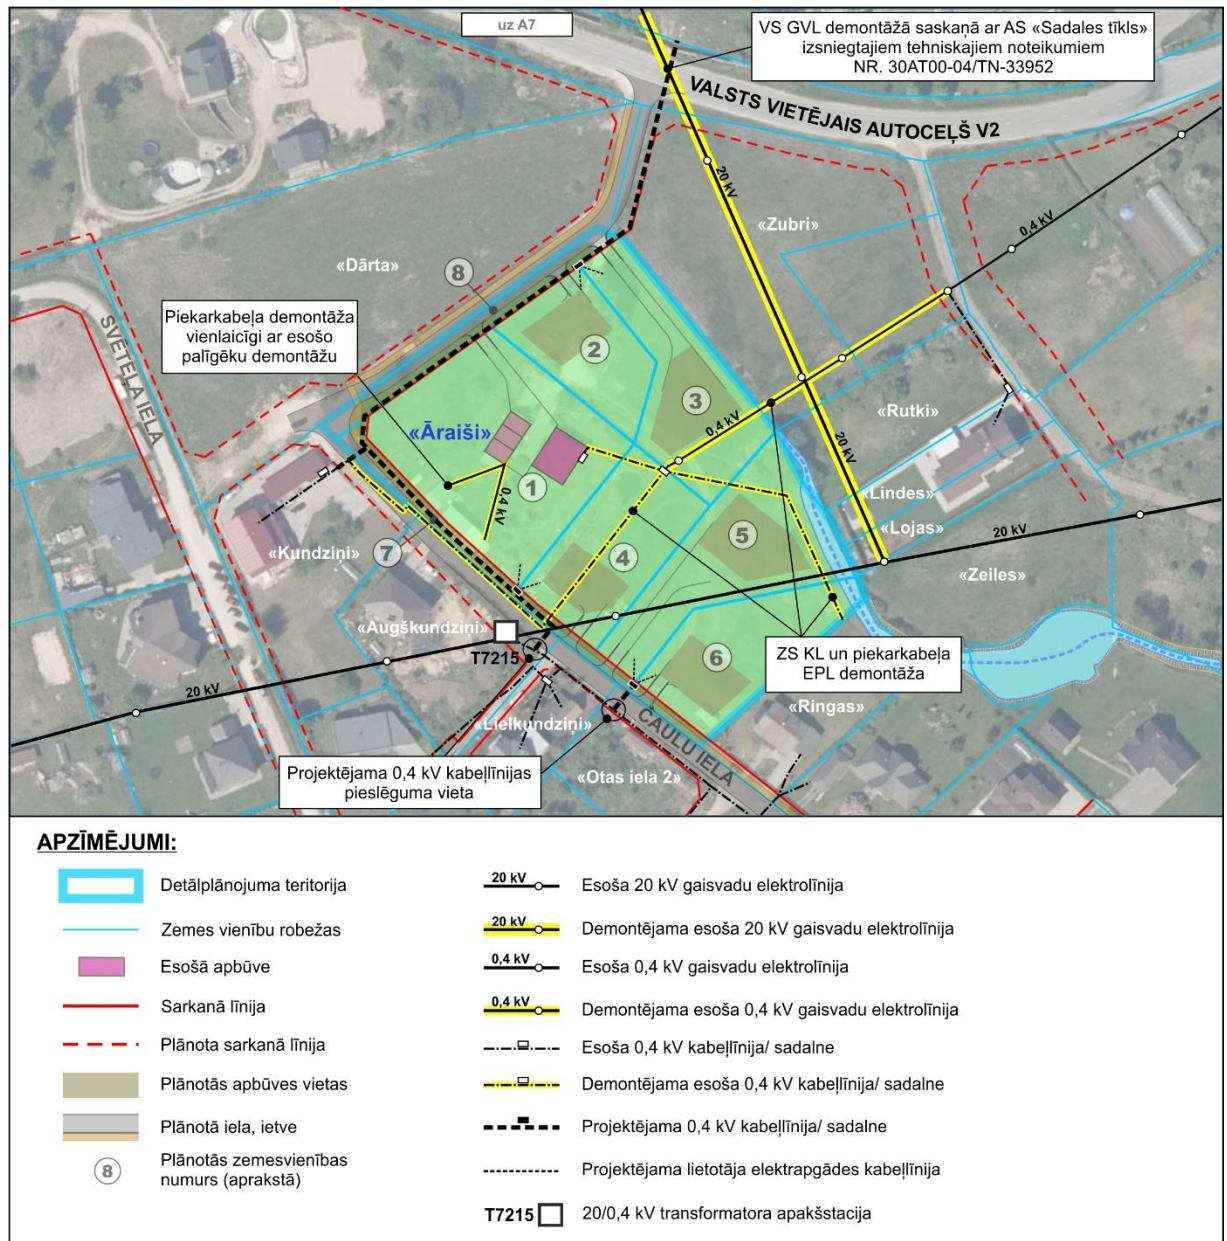 uz A7
VS GVL demontāžā saskaņā ar AS «Sadales tīkls»
izsniegtajiem tehniskajiem noteikumiem
NR. 30AT00-04/TN-33952
VALSTS VIETĒJAIS AUTOCEĻŠ V2
20 kV
«Zubri»
0,4 kV
«Dārta»
8
Piekarkabeļa demontāža
vienlaicīgi ar esošo
palīgēku demontāžu
SVĒTEĻA IELA
2
3
«Āraiši»
0,4 kV
«Rutki»
20 kV
1
0,4 kV
«Lindes»
«Lojas»
5
7
«Kundziņi»
4
20 kV
«Zeiles»
«Augškundziņi»
T7215
6
ZS KL un piekarkabeļa
EPL demontāža
20 kV
«Ringas»
«Lielkundziņi»
CAUŅU IELA
Projektējama 0,4 kV kabeļlīnijas
pieslēguma vieta
«Otas iela 2»
APZĪMĒJUMI:
Detālplānojuma teritorija
Zemes vienību robežas
Esošā apbūve
Sarkanā līnija
Plānota sarkanā līnija
Plānotās apbūves vietas
Plānotā iela, ietve
8 Plānotās zemesvienības
numurs (aprakstā)
20 kV Esoša 20 kV gaisvadu elektrolīnija
20 kV Demontējama esoša 20 kV gaisvadu elektrolīnija
0,4 kV Esoša 0,4 kV gaisvadu elektrolīnija
0,4 kV Demontējama esoša 0,4 kV gaisvadu elektrolīnija
Esoša 0,4 kV kabeļlīnija/ sadalne
Demontējama esoša 0,4 kV kabeļlīnija/ sadalne
Projektējama 0,4 kV kabeļlīnija/ sadalne
Projektējama lietotāja elektrapgādes kabeļlīnija
T7215 20/0,4 kV transformatora apakšstacija